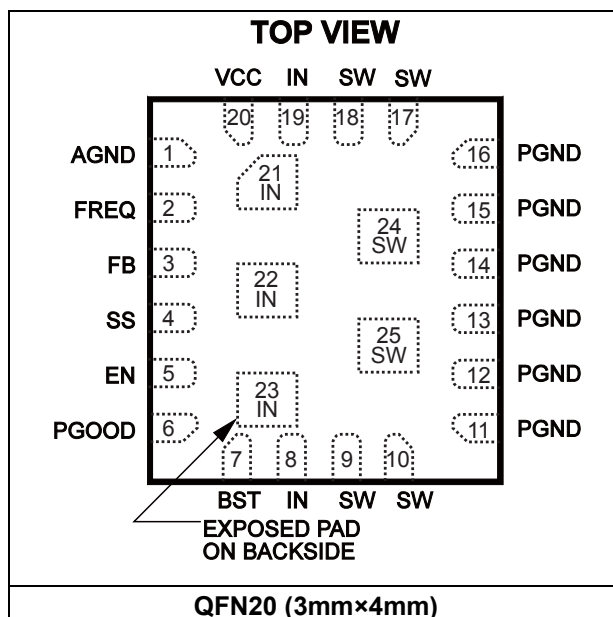 TOP VIEW
VCC IN SW SW
20 19 18 17
AGND 1
16 PGND
21
IN
FREQ 2
15 PGND
24
SW
FB 3
14 PGND
22
IN
SS 4
13 PGND
25
SW
EN 5
12 PGND
23
IN
PGOOD 6
11 PGND
7 8 9 10
BST IN SW SW
EXPOSED PAD
ON BACKSIDE
QFN20 (3mm×4mm)